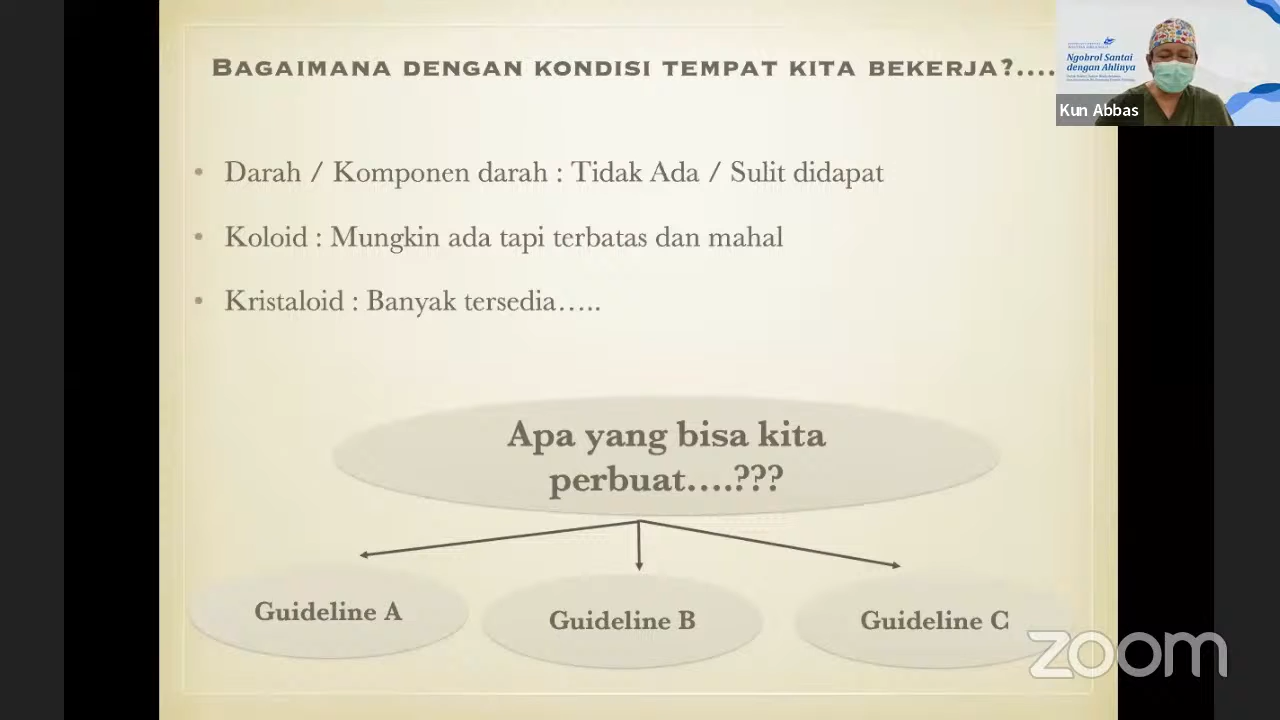 Bagaimana dengan kondisi tempat kita bekerja?....
Ngobrol Santai
dengan Ahlinya
Kun Abbas
• Darah / Komponen darah : Tidak Ada / Sulit didapat
• Koloid : Mungkin ada tapi terbatas dan mahal
• Kristaloid : Banyak tersedia…..
Apa yang bisa kita
perbuat….???
Guideline A
Guideline B
Guideline C
zoom